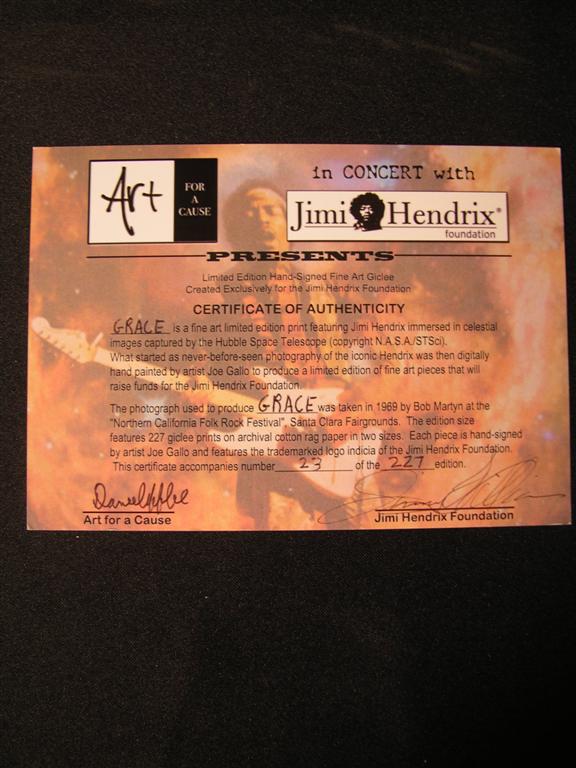 Art
FOR
A
CAUSE
in CONCERT with
Jimi Hendrix®
foundation
PRESENTS
Limited Edition Hand-Signed Fine Art Giclee
Created Exclusively for the Jimi Hendrix Foundation
CERTIFICATE OF AUTHENTICITY
GRACE is a fine art limited edition print featuring Jimi Hendrix immersed in celestial
images captured by the Hubble Space Telescope (copyright N.A.S.A./STSci).
What started as never-before-seen photography of the iconic Hendrix was then digitally
hand painted by artist Joe Gallo to produce a limited edition of fine art pieces that will
raise funds for the Jimi Hendrix Foundation.
The photograph used to produce GRACE was taken in 1969 by Bob Martyn at the
"Northern California Folk Rock Festival", Santa Clara Fairgrounds. The edition size
features 227 giclee prints on archival cotton rag paper in two sizes. Each piece is hand-signed
by artist Joe Gallo and features the trademarked logo indicia of the Jimi Hendrix Foundation.
This certificate accompanies number 23 of the 227 edition.
Art for a Cause
Jimi Hendrix Foundation